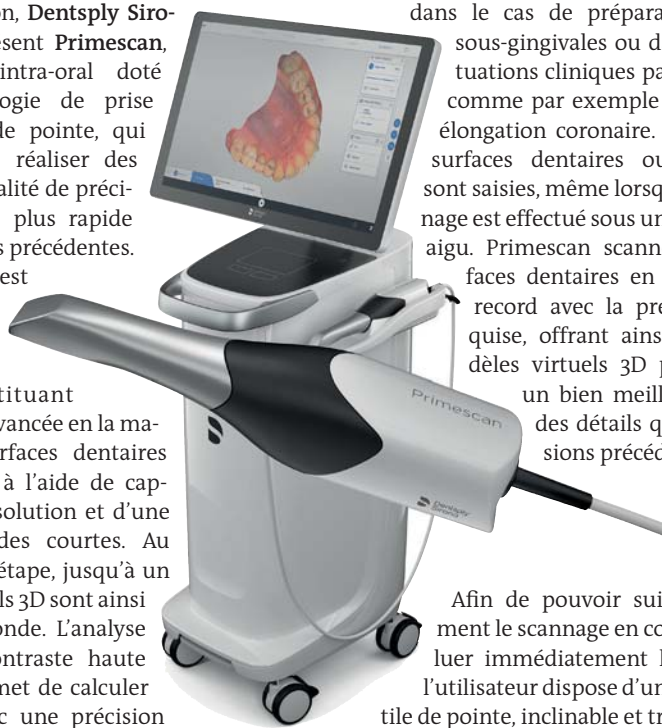 on, Dentsply Siro-
ésent Primescan,
intra-oral doté
logie de prise
de pointe, qui
réaliser des
alité de préci-
plus rapide
s précédentes.
est
tituant
vancée en la ma-
rfaces dentaires
à l'aide de cap-
solution et d'une
des courtes. Au
étape, jusqu'à un
ls 3D sont ainsi
onde. L'analyse
ontraste haute
met de calculer
c une précision
dans le cas de prépara
sous-gingivales ou d
tuations cliniques pa
comme par exemple
élongation coronaire.
surfaces dentaires ou
sont saisies, même lorsq
nage est effectué sous un
aigu. Primescan scann
faces dentaires en
record avec la pré
quise, offrant ains
dèles virtuels 3D p
un bien meill
des détails q
sions précéd
Afin de pouvoir sui
ment le scannage en co
luer immédiatement l
l'utilisateur dispose d'un
tile de pointe, inclinable et tr
Primescan
Dentsply
Sirona